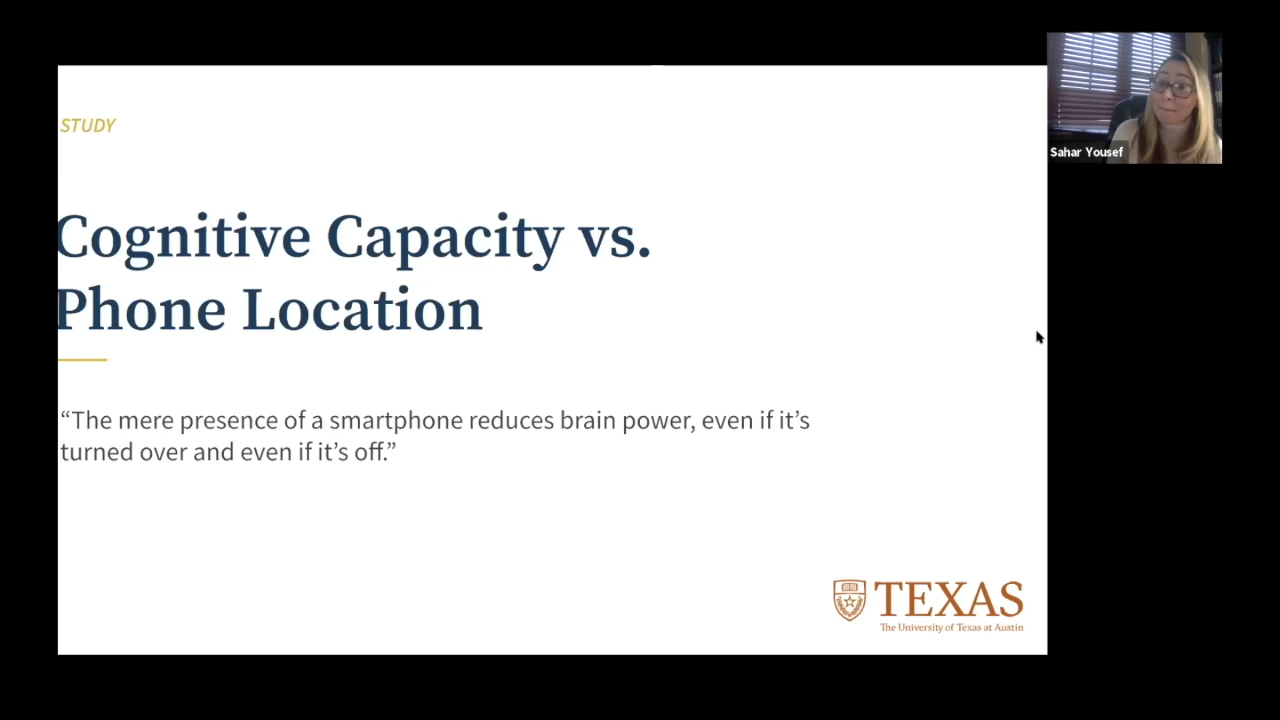 STUDY
Cognitive Capacity vs.
Phone Location
“The mere presence of a smartphone reduces brain power, even if it’s
turned over and even if it’s off.”
TEXAS
The University of Texas at Austin
Sahar Yousef